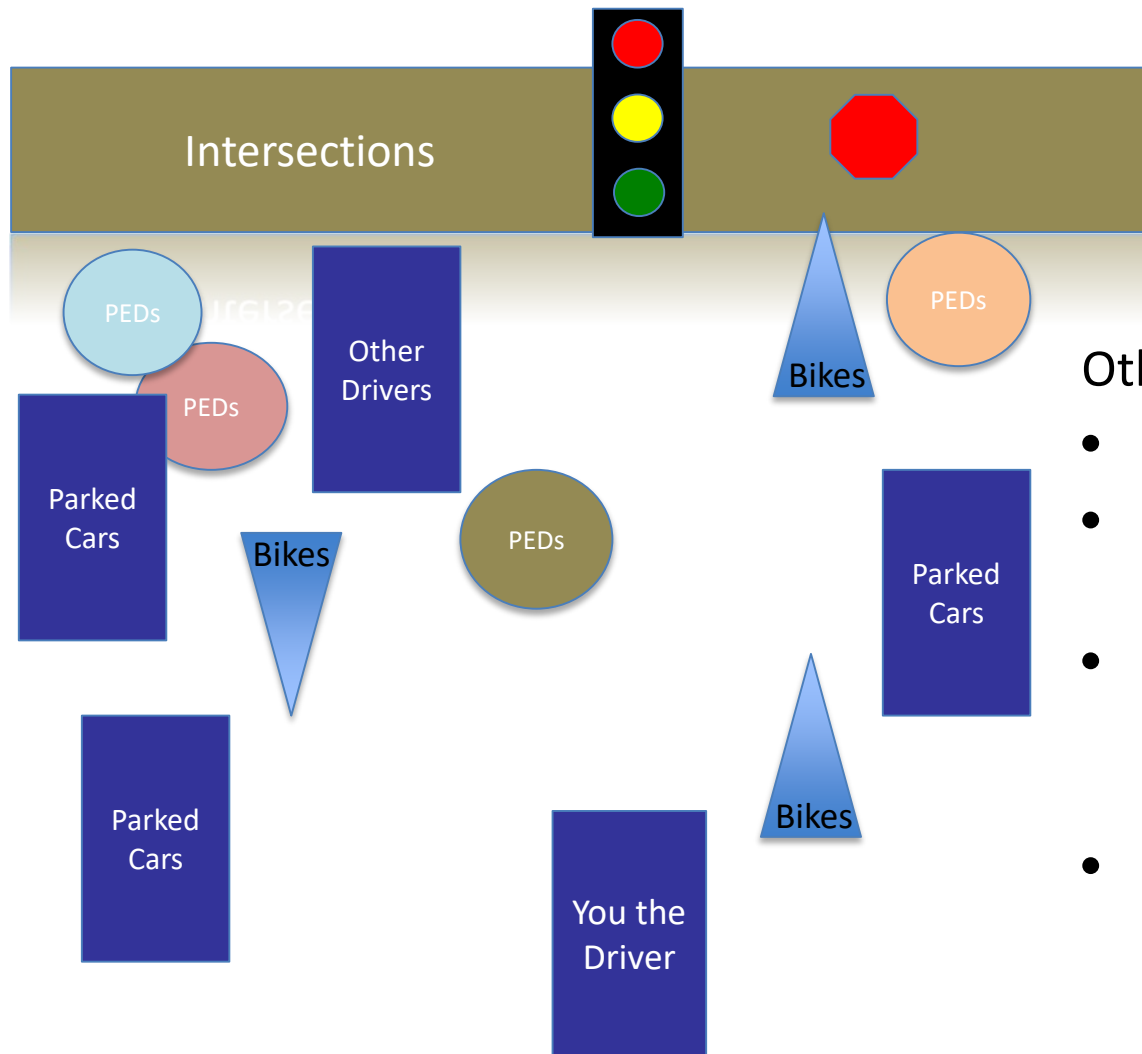 Intersections
PEDs
PEDs
Other
Drivers
Bikes
PEDs
Parked
Cars
Bikes
PEDs
Parked
Cars
Parked
Cars
Bikes
You the
Driver